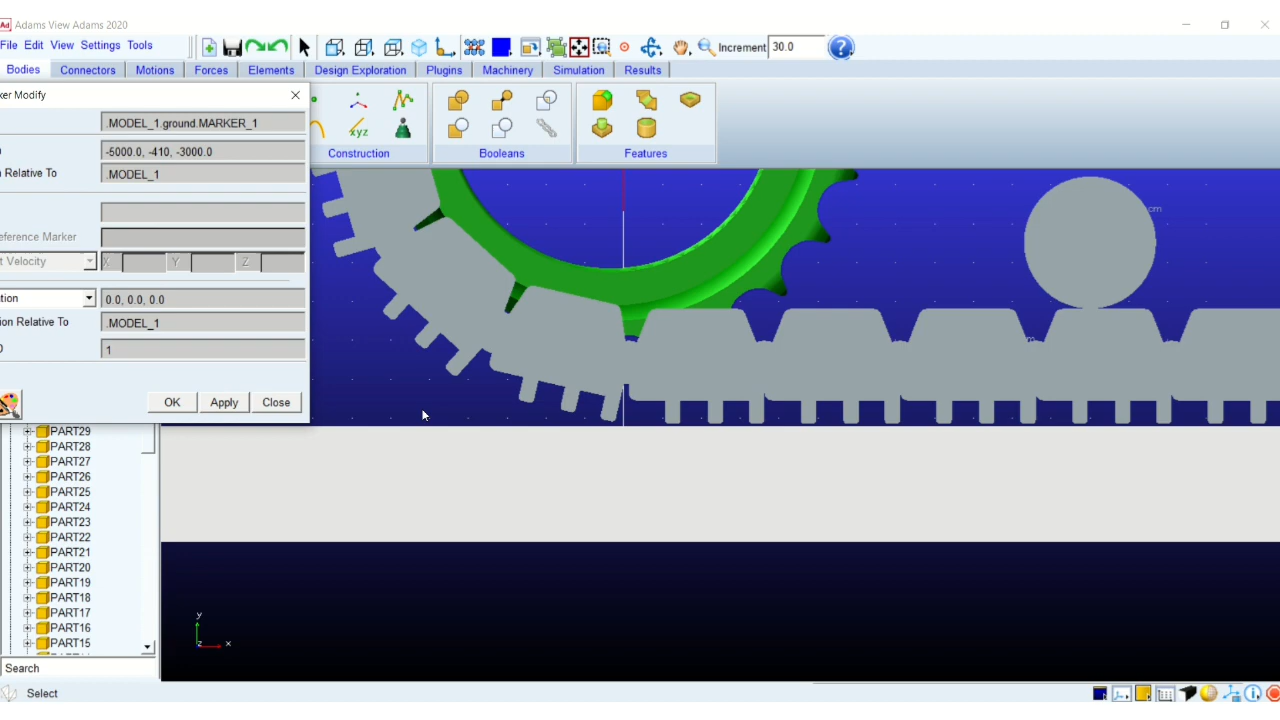 Ad Adams View Adams 2020
File Edit View Settings Tools
Increment 30.0 ?
Bodies Connectors Motions Forces Elements Design Exploration Plugins Machinery Simulation Results
ker Modify
.MODEL_1.ground.MARKER_1
-5000.0, -410, -3000.0
Relative To .MODEL_1
eference Marker
t Velocity X Y Z
tion 0.0, 0.0, 0.0
ion Relative To .MODEL_1
1
OK Apply Close
xyz
Construction Booleans Features
cm
m
PART29
PART28
PART27
PART26
PART25
PART24
PART23
PART22
PART21
PART20
PART19
PART18
PART17
PART16
PART15
y
z x
Search
Select